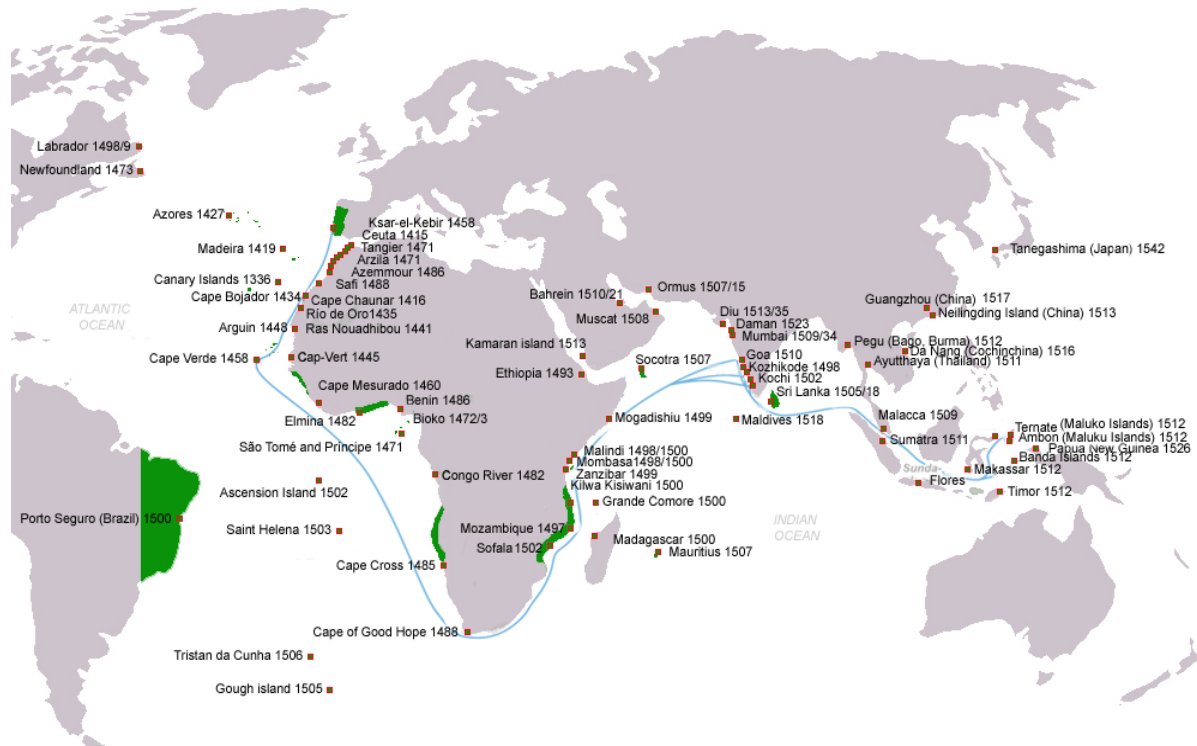 Labrador 1498/9
Newfoundland 1473
Azores 1427
Madeira 1419
Canary Islands 1336
Cape Bojador 1434
ATLANTIC
OCEAN
Arguin 1448
Cape Verde 1458
Ksar-el-Kebir 1458
Ceuta 1415
Tangier 1471
Arzila 1471
Azemmour 1486
Safi 1488
Cape Chaunar 1416
Río de Oro1435
Ras Nouadhibou 1441
Cap-Vert 1445
Cape Mesurado 1460
Benin 1486
Elmina 1482
Bioko 1472/3
São Tomé and Principe 1471
Congo River 1482
Ascension Island 1502
Porto Seguro (Brazil) 1500
Saint Helena 1503
Cape Cross 1485
Cape of Good Hope 1488
Tristan da Cunha 1506
Gough island 1505
Bahrein 1510/21
Ormus 1507/15
Muscat 1508
Kamaran island 1513
Ethiopia 1493
Socotra 1507
Mogadishiu 1499
Malindi 1498/1500
Mombasa1498/1500
Zanzibar 1499
Kilwa Kisiwani 1500
Grande Comore 1500
Mozambique 1497
Sofala 1502
Madagascar 1500
Mauritius 1507
INDIAN
OCEAN
Diu 1513/35
Daman 1523
Mumbai 1509/34
Goa 1510
Kozhikode 1498
Kochi 1502
Sri Lanka 1505/18
Maldives 1518
Tanegashima (Japan) 1542
Guangzhou (China) 1517
Neilingding Island (China) 1513
Pegu (Bago, Burma) 1512
Da Nang (Cochinchina) 1516
Ayutthaya (Thailand) 1511
Malacca 1509
Sumatra 1511
Ternate (Maluko Islands) 1512
Ambon (Maluku Islands) 1512
Papua New Guinea 1526
Banda Islands 1512
Makassar 1512
Sunda-
Flores
Timor 1512